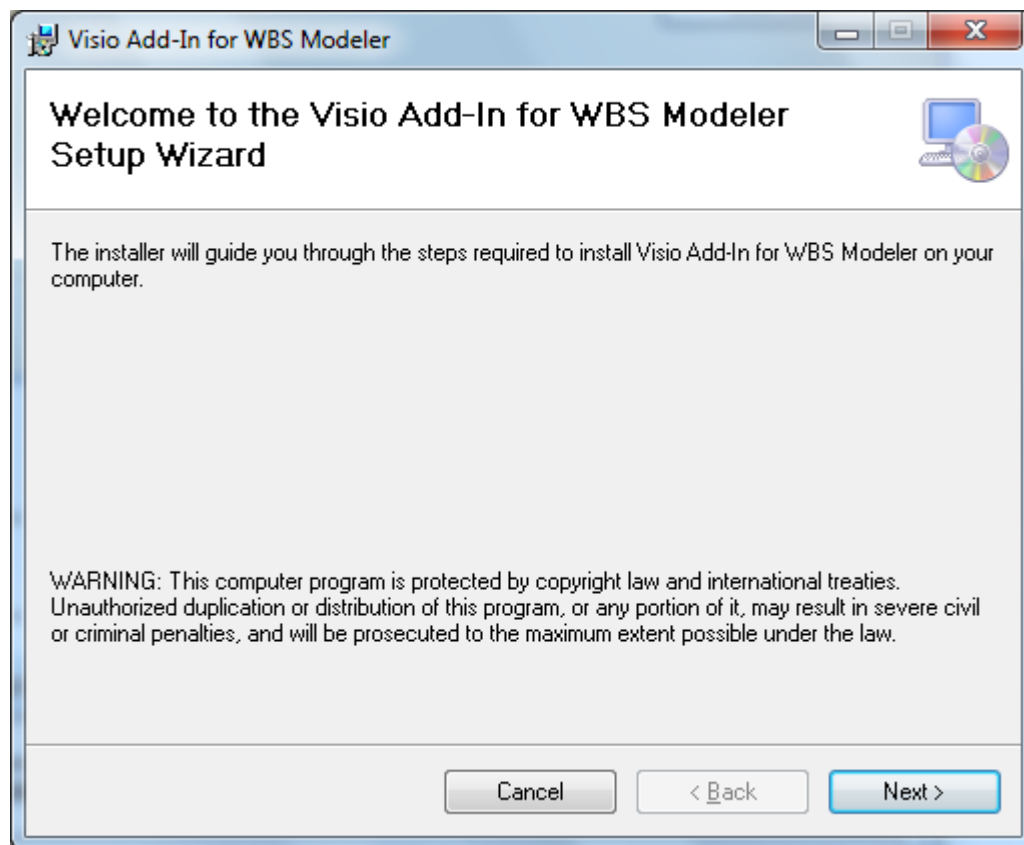 Visio Add-In for WBS Modeler
Welcome to the Visio Add-In for WBS Modeler
Setup Wizard
The installer will guide you through the steps required to install Visio Add-In for WBS Modeler on your
computer.
WARNING: This computer program is protected by copyright law and international treaties.
Unauthorized duplication or distribution of this program, or any portion of it, may result in severe civil
or criminal penalties, and will be prosecuted to the maximum extent possible under the law.
Cancel
< Back
Next >